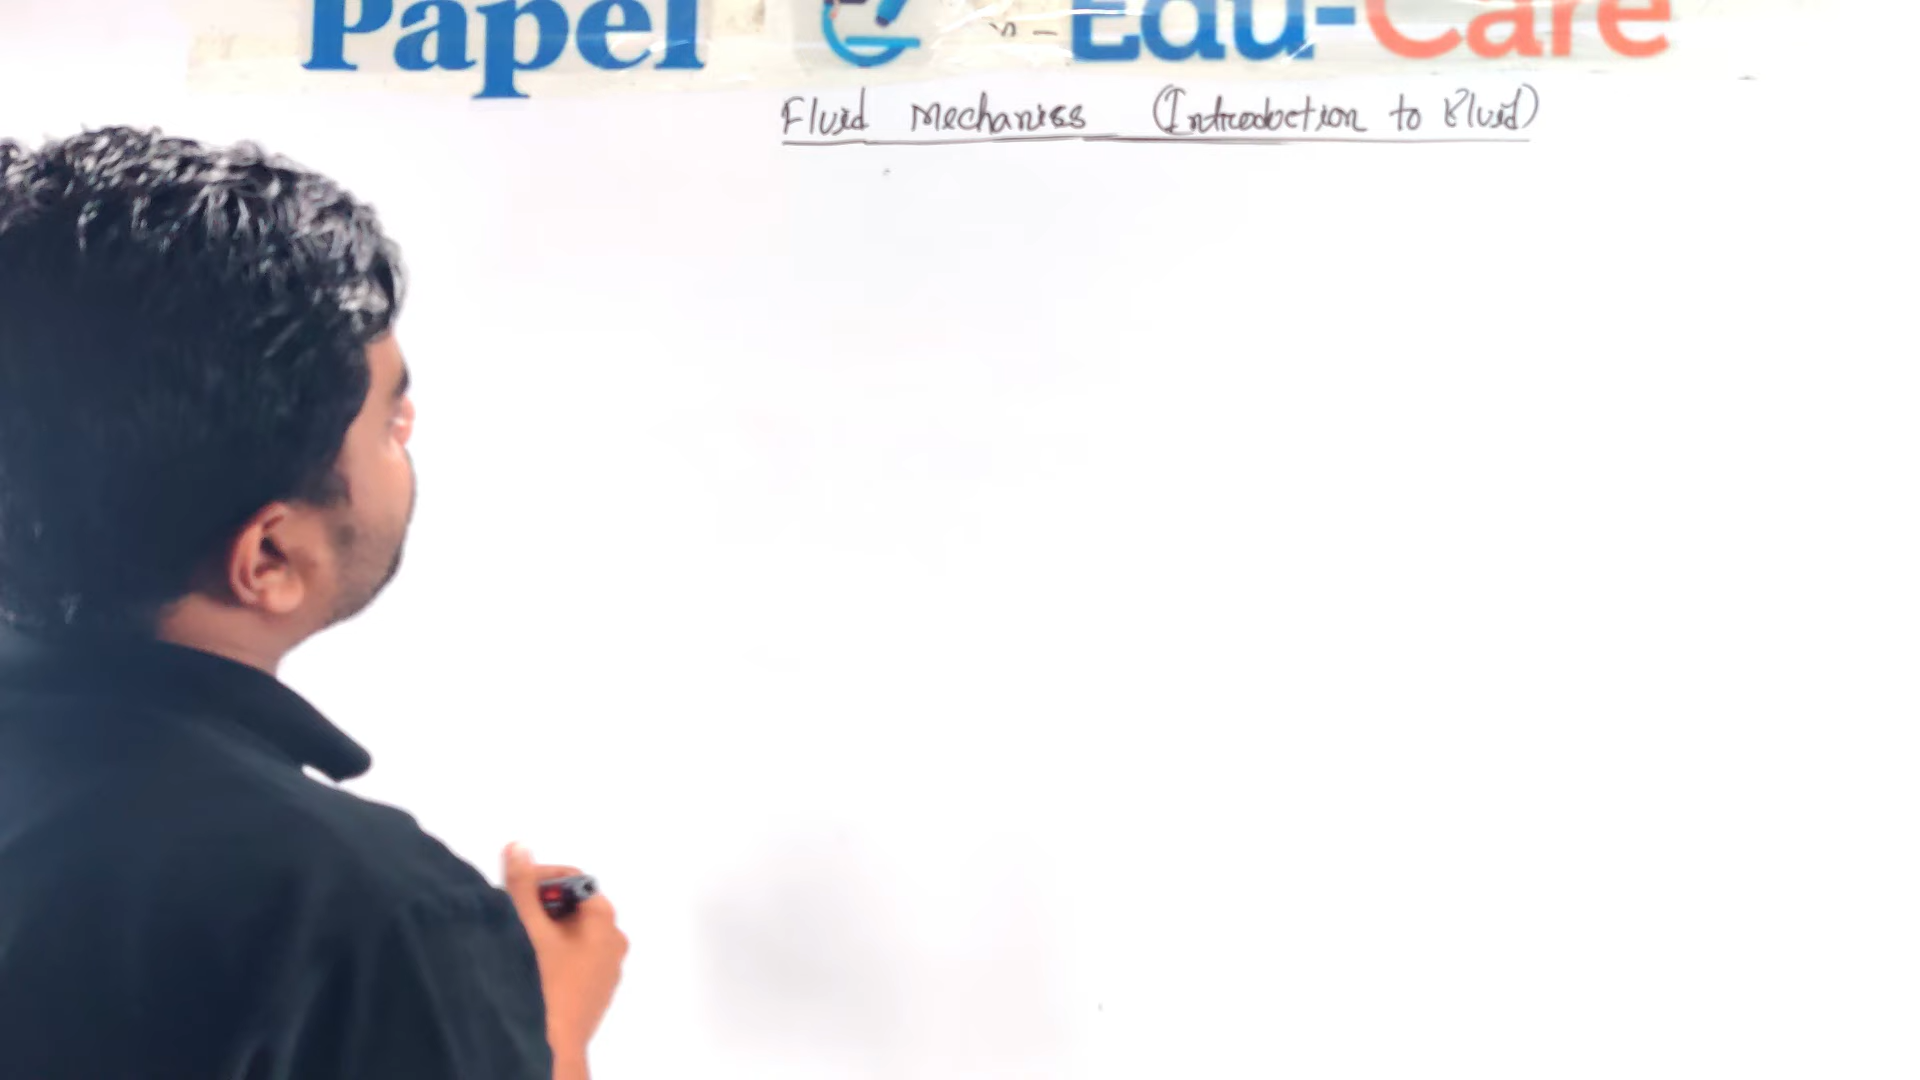 Papel Edu-Care
Fluid Mechanics (Introduction to Fluid)